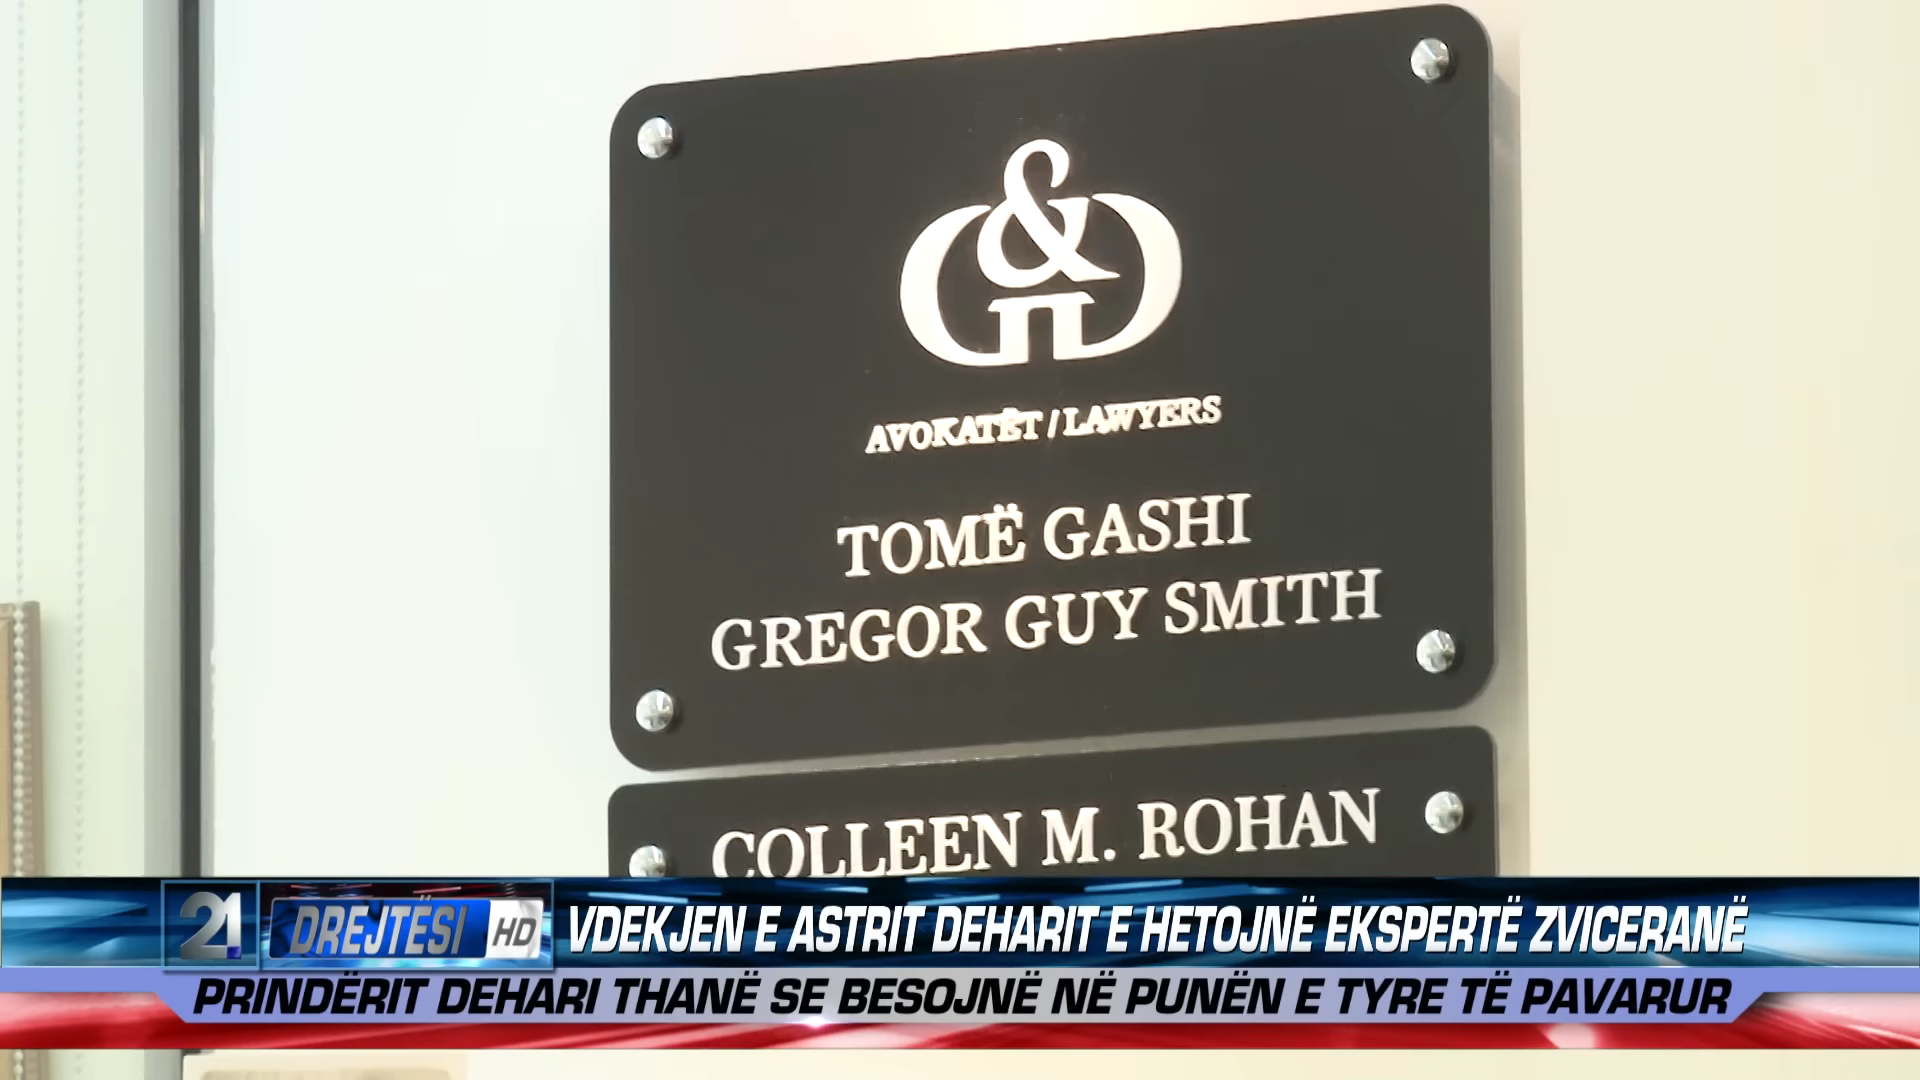 &
AVOKATËT / LAWYERS
TOMË GASHI
GREGOR GUY SMITH
COLLEEN M. ROHAN
21 DREJTËSI HD VDEKJEN E ASTRIT DEHARIT E HETOJNË EKSPERTË ZVICERANË
PRINDËRIT DEHARI THANË SE BESOJNË NË PUNËN E TYRE TË PAVARUR